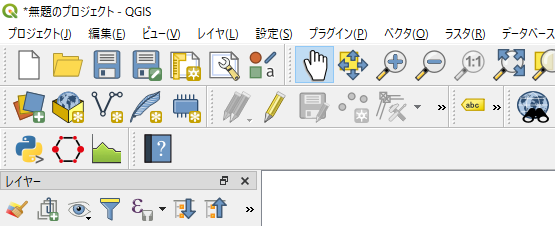 *無題のプロジェクト - QGIS
プロジェクト(J) 編集(E) ビュー(V) レイヤ(L) 設定(S) プラグイン(P) ベクタ(O) ラスタ(R) データベース
1:1
abc
?
レイヤー